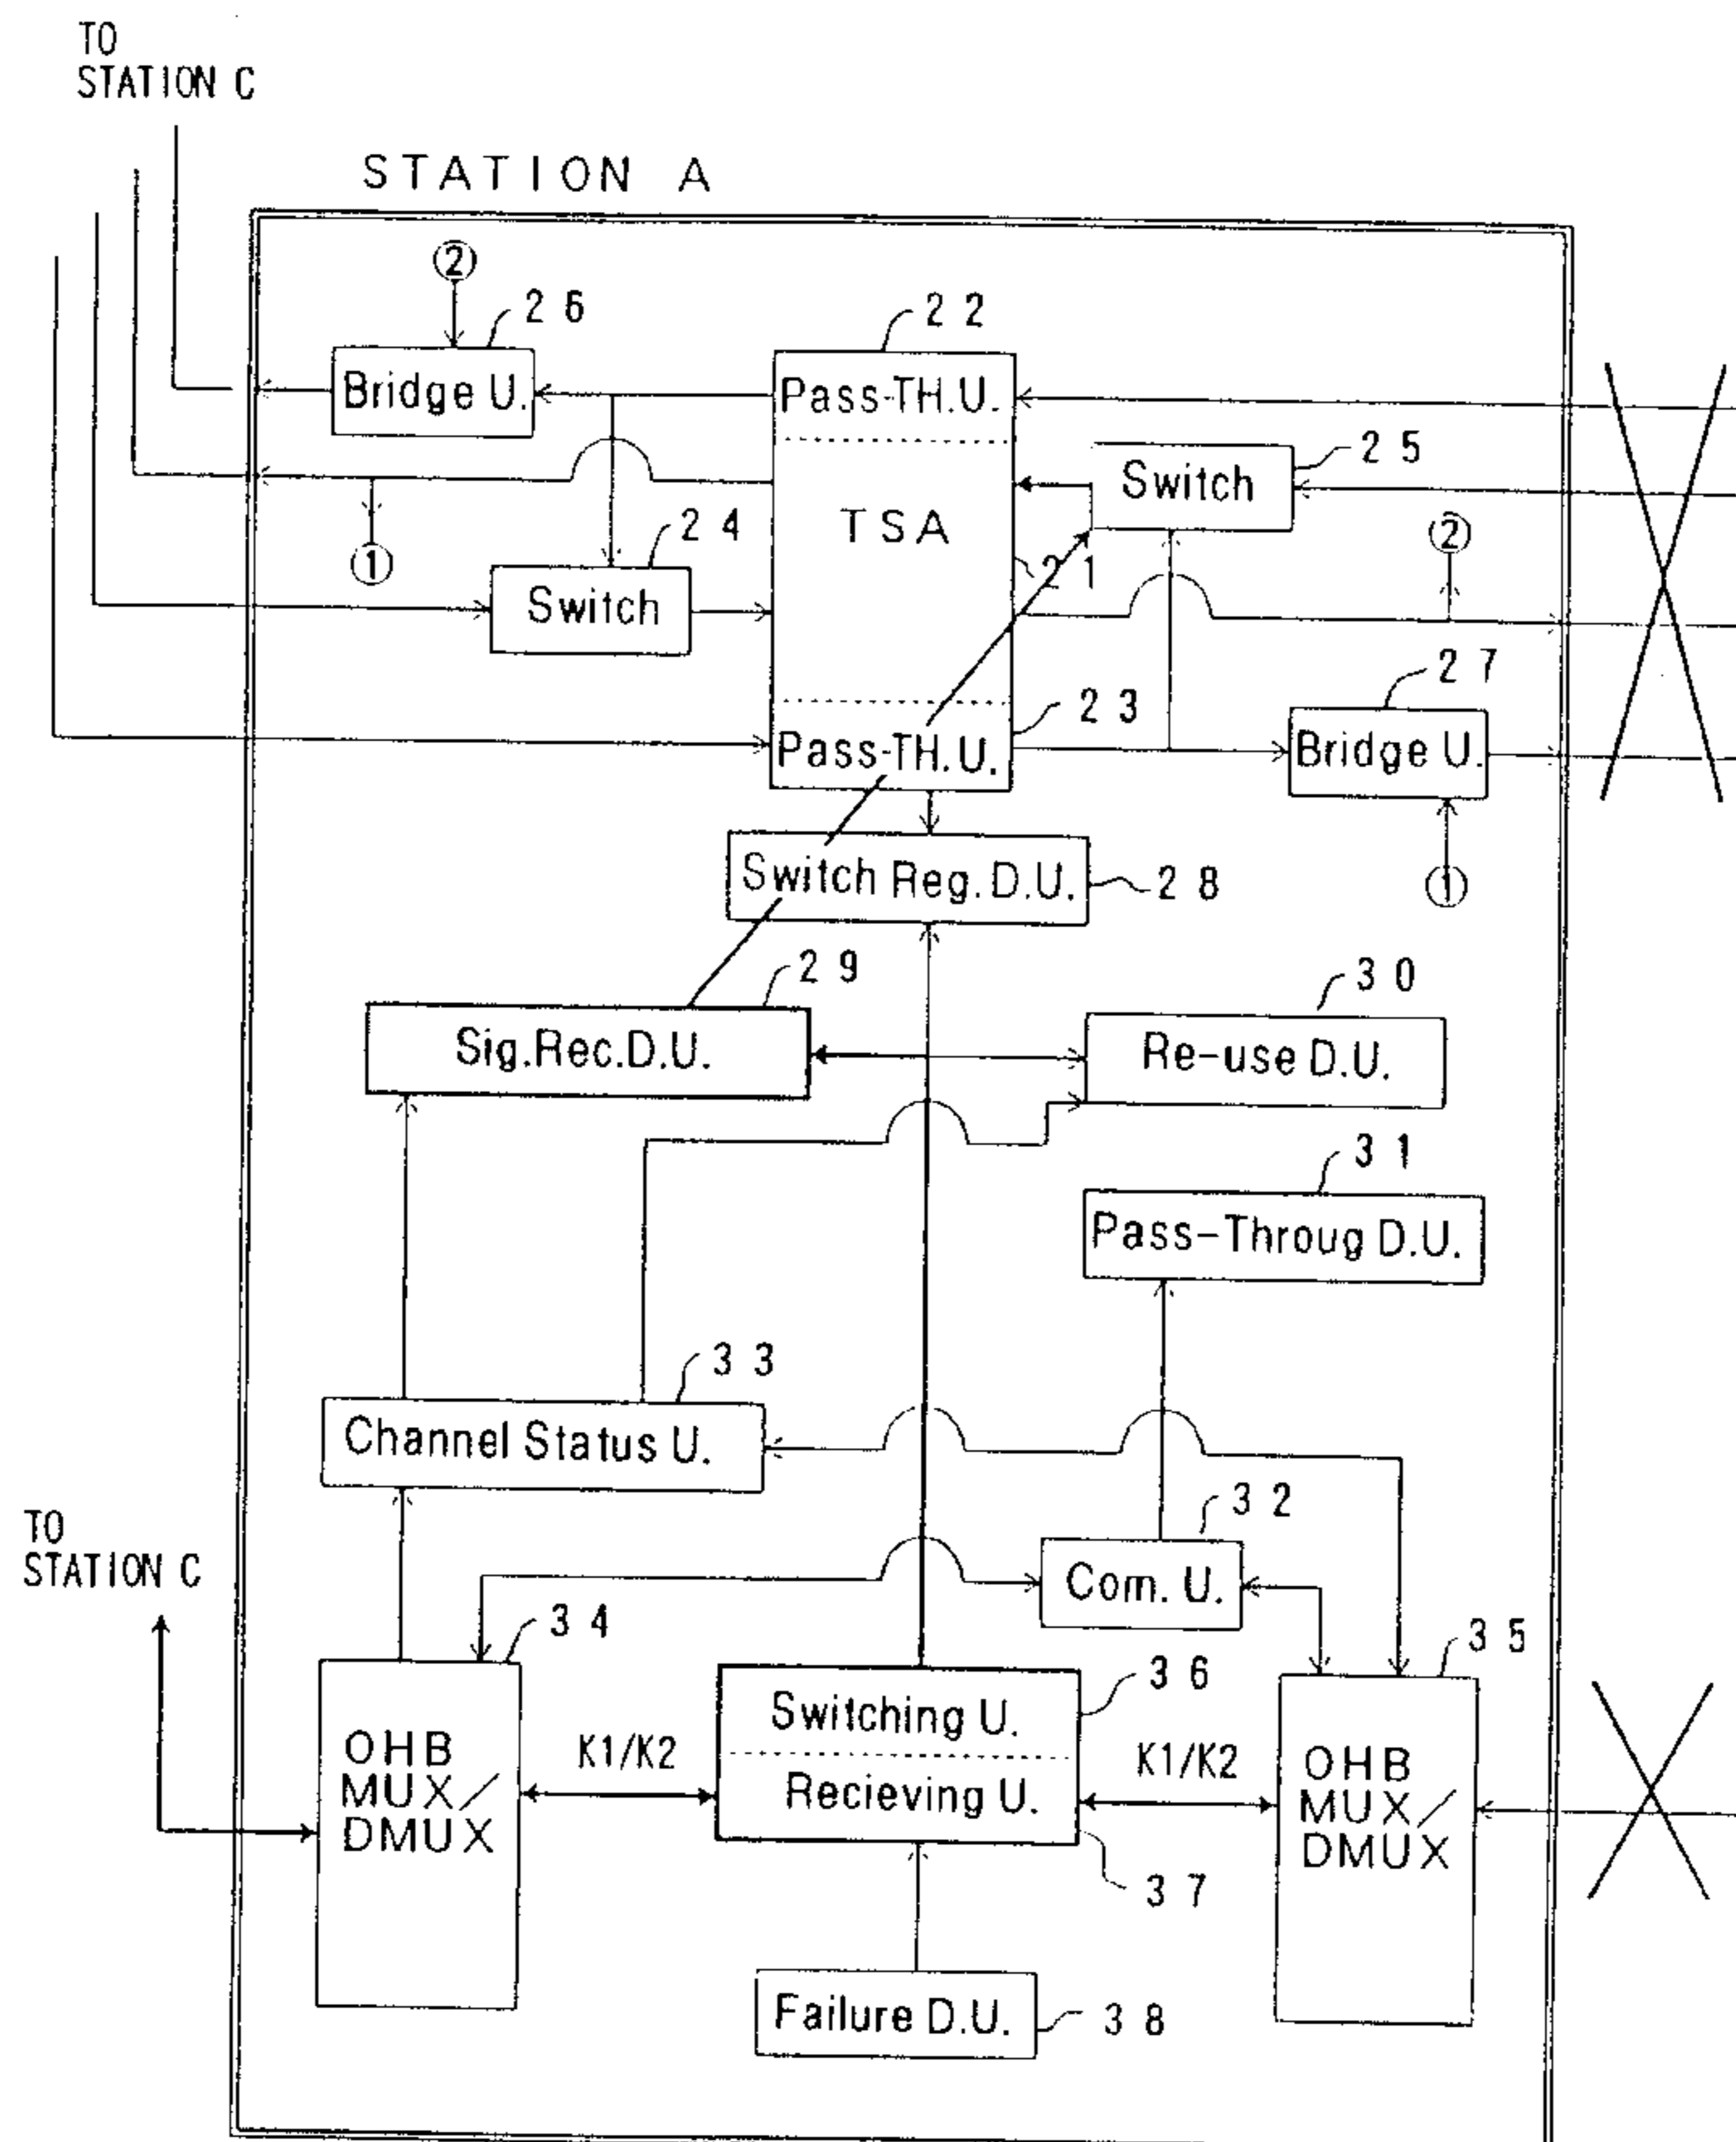 TO
STATION C
STATION A
②
26
22
Bridge U.
Pass-TH.U.
25
Switch
①
24
TSA
②
21
Switch
27
23
Pass-TH.U.
Bridge U.
Switch Reg. D.U.
28
①
29
30
Sig.Rec.D.U.
Re-use D.U.
31
Pass-Throug D.U.
33
Channel Status U.
32
TO
STATION C
Com. U.
34
35
36
Switching U.
OHB
MUX/
DMUX
K1/K2
K1/K2
OHB
MUX/
DMUX
Recieving U.
37
Failure D.U.
38